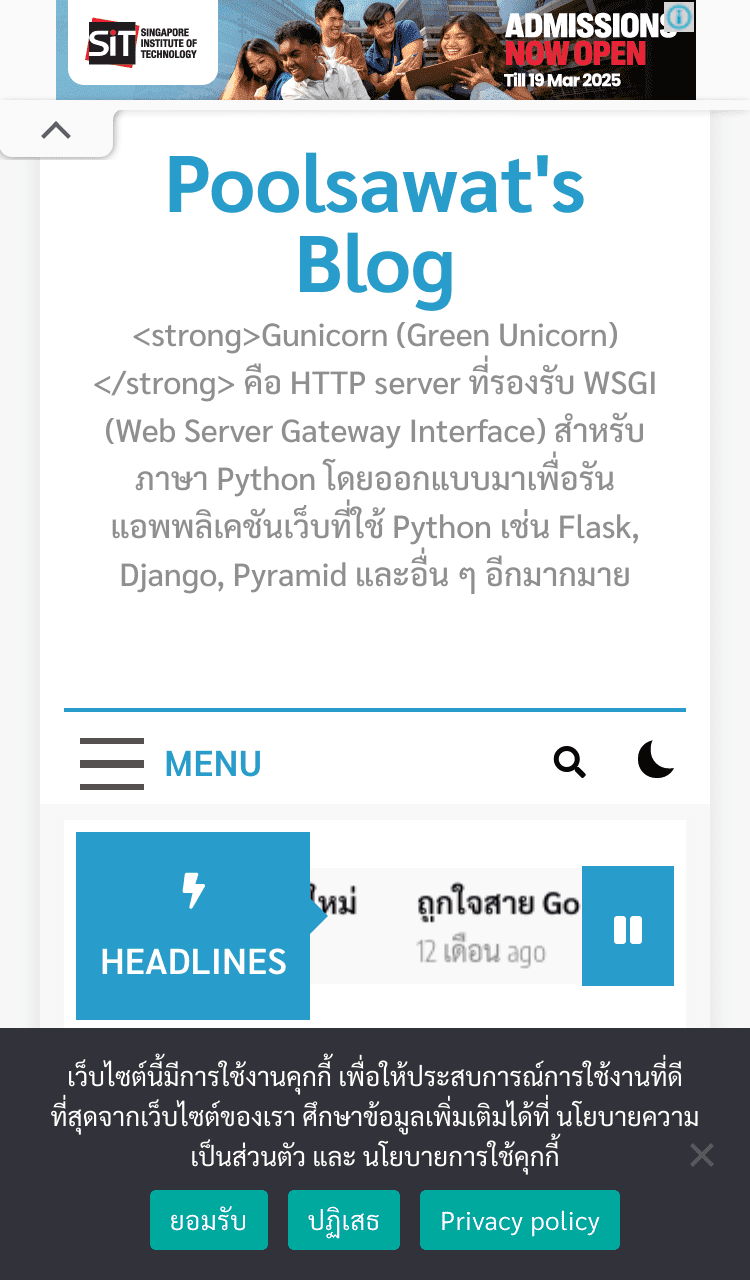 SiT
SINGAPORE
INSTITUTE OF
TECHNOLOGY
ADMISSIONS
NOW OPEN
Till 19 Mar 2025
Poolsawat's
Blog
<strong>Gunicorn (Green Unicorn)
</strong> คือ HTTP server ที่รองรับ WSGI
(Web Server Gateway Interface) สำหรับ
ภาษา Python โดยออกแบบมาเพื่อรัน
แอพพลิเคชันเว็บที่ใช้ Python เช่น Flask,
Django, Pyramid และอื่น ๆ อีกมากมาย
MENU
HEADLINES
ใหม่
ถูกใจสาย Go
12 เดือน ago
เว็บไซต์นี้มีการใช้งานคุกกี้ เพื่อให้ประสบการณ์การใช้งานที่ดี
ที่สุดจากเว็บไซต์ของเรา ศึกษาข้อมูลเพิ่มเติมได้ที่ นโยบายความ
เป็นส่วนตัว และ นโยบายการใช้คุกกี้
ยอมรับ
ปฏิเสธ
Privacy policy